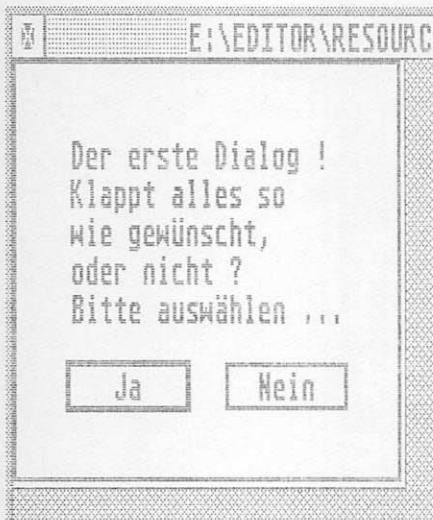 E:\EDITOR\RESOURC
Der erste Dialog !
Klappt alles so
wie gewünscht,
oder nicht ?
Bitte auswählen ...
Ja
Nein